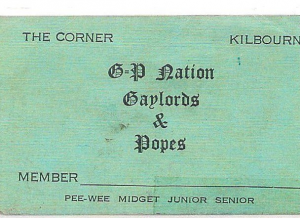 THE CORNER KILBOURN
G-P Nation
Gaylords
&
Popes
MEMBER
PEE-WEE MIDGET JUNIOR SENIOR